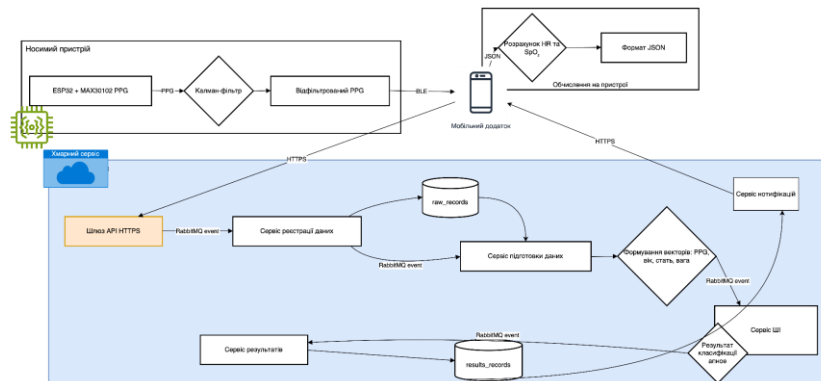 Носимий пристрій
ESP32 + MAX30102 PPG
PPG
Калман-фільтр
Відфільтрований PPG
BLE
Мобільний додаток
JSON
Розрахунок HR та
SpO₂
Формат JSON
Обчислення на пристрої
HTTPS
HTTPS
Хмарний сервіс
Шлюз API HTTPS
RabbitMQ event
Сервіс реєстрації даних
raw_records
RabbitMQ event
Сервіс підготовки даних
Формування векторів: PPG,
вік, стать, вага
RabbitMQ event
Сервіс нотифікацій
Сервіс ШІ
Результат
класифікації
апное
RabbitMQ event
Сервіс результатів
results_records